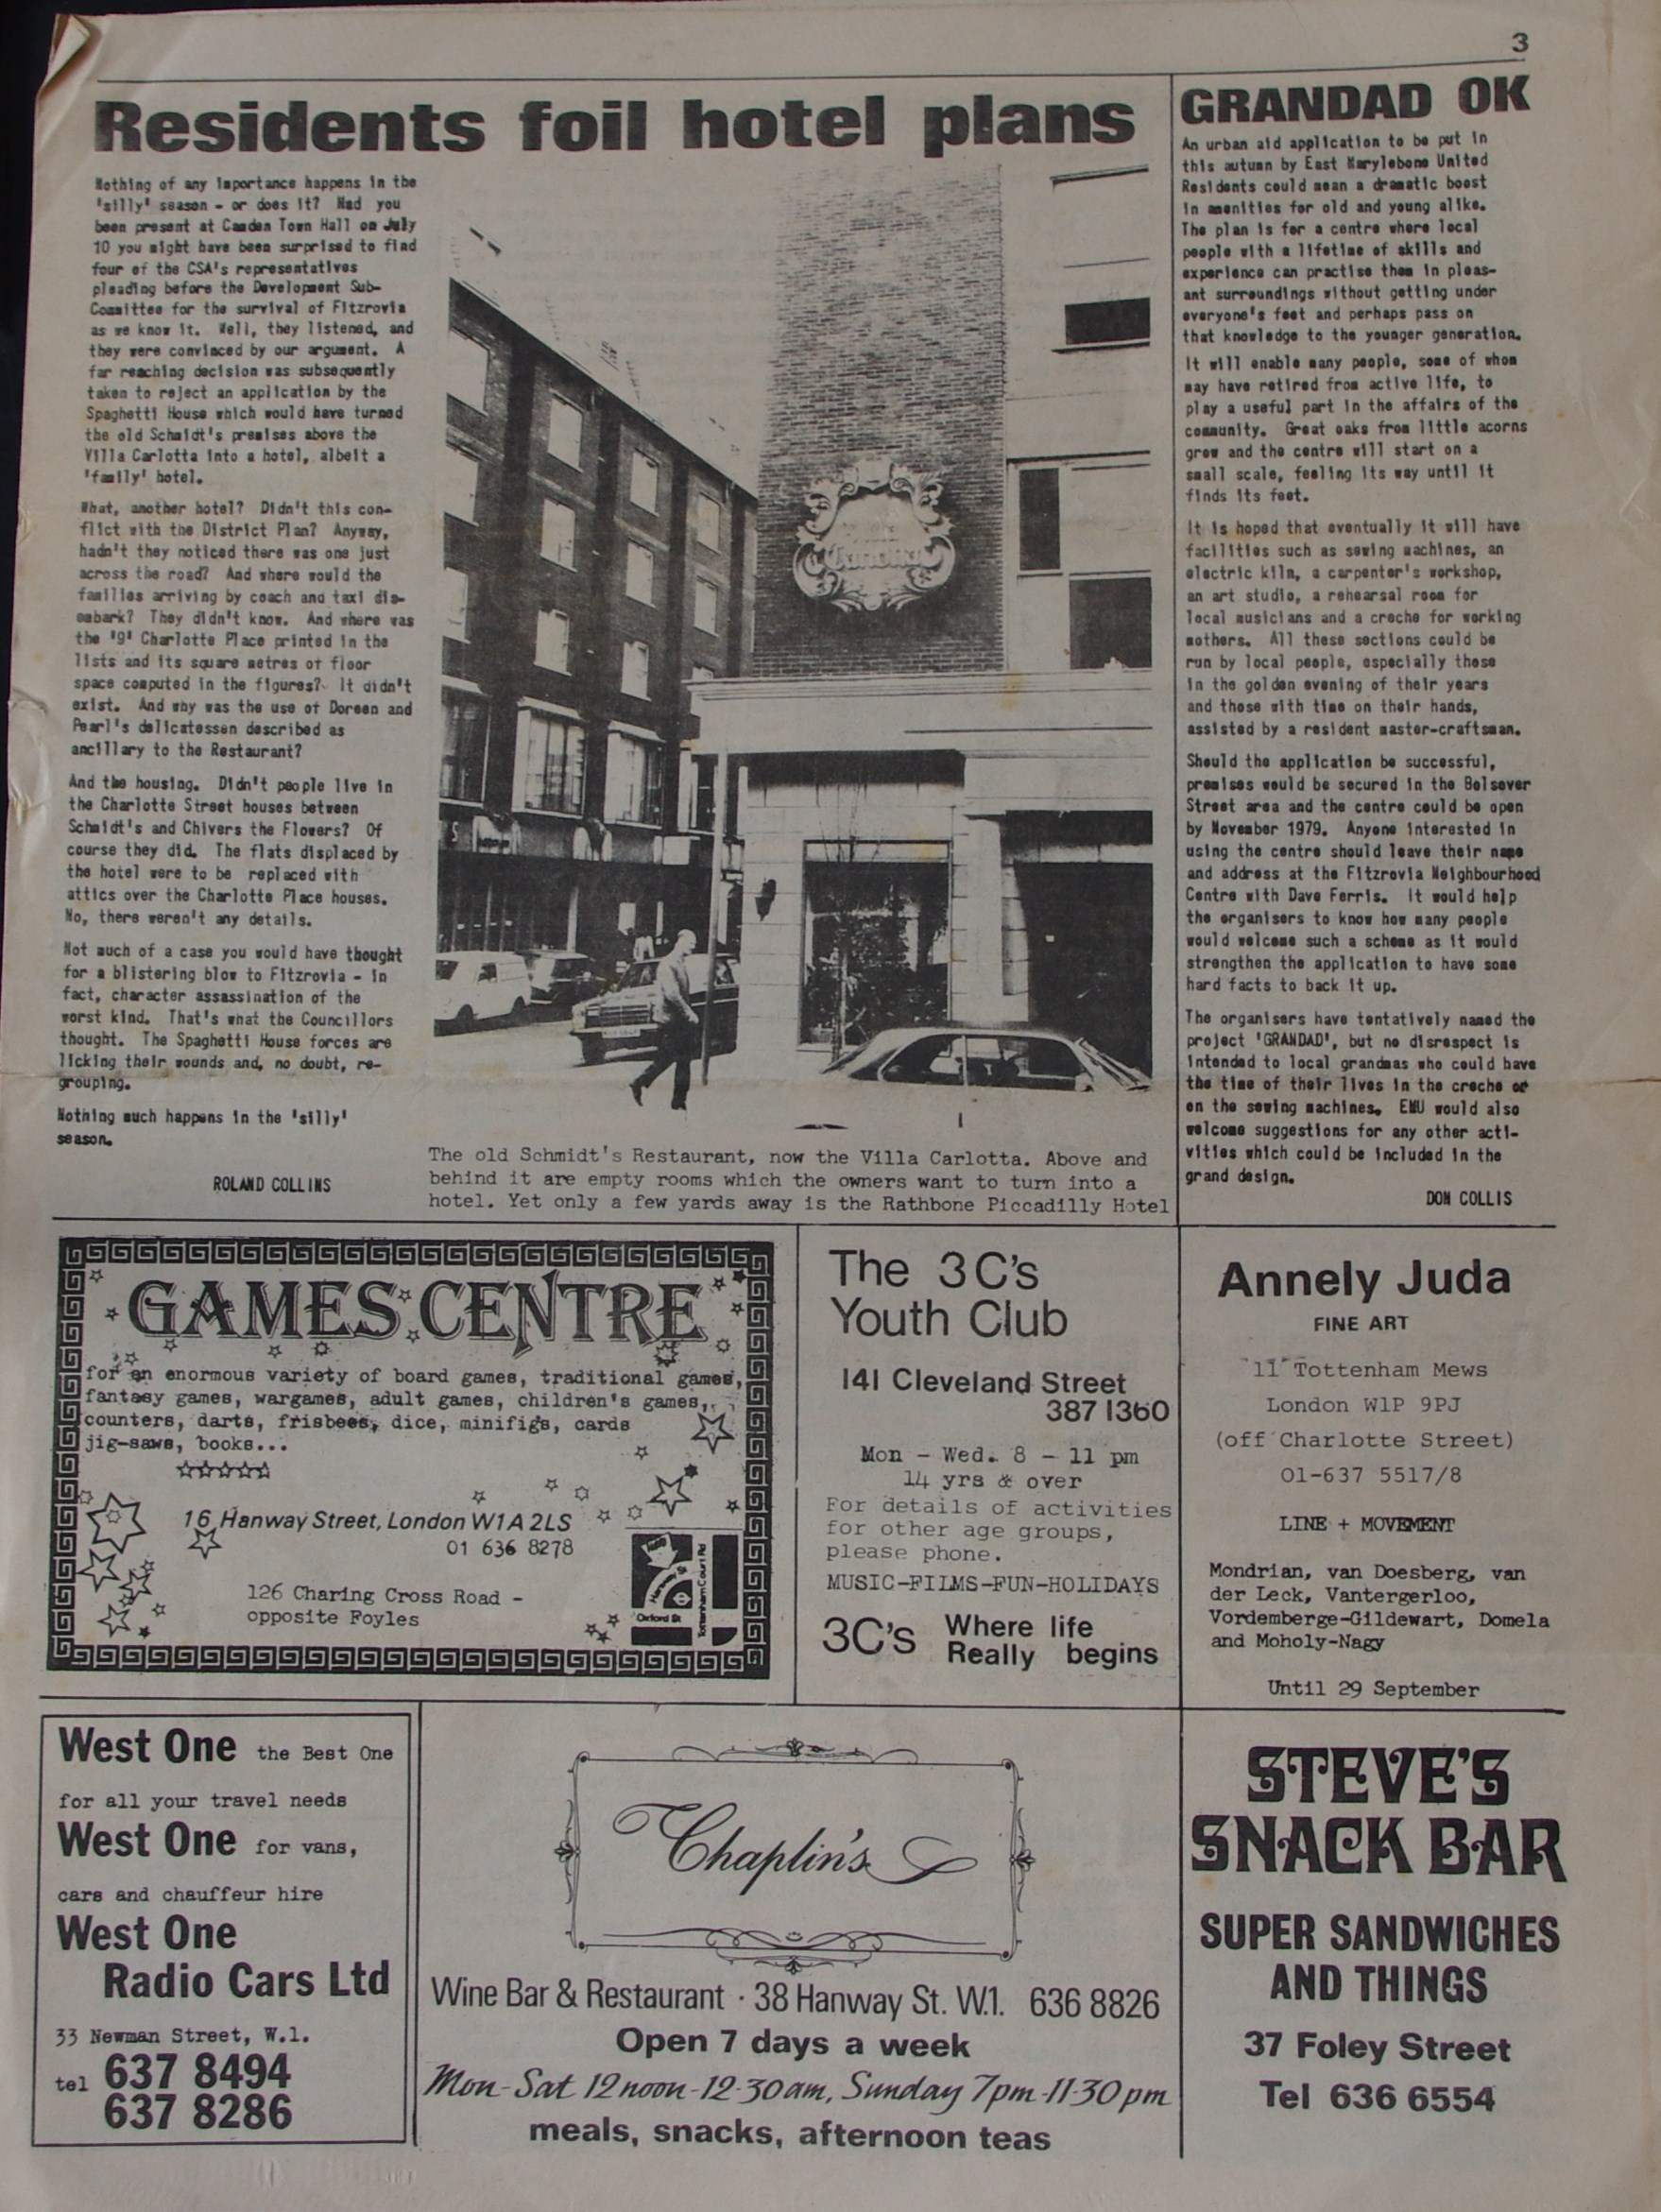 3
Residents foil hotel plans
Nothing of any importance happens in the
'silly' season - or does it? Had you
been present at Camden Town Hall on July
10 you might have been surprised to find
four of the CSA's representatives
pleading before the Development Sub-
Committee for the survival of Fitzrovia
as we know it. Well, they listened, and
they were convinced by our argument. A
far reaching decision was subsequently
taken to reject an application by the
Spaghetti House which would have turned
the old Schmidt's premises above the
Villa Carlotta into a hotel, albeit a
'family' hotel.
What, another hotel? Didn't this con-
flict with the District Plan? Anyway,
hadn't they noticed there was one just
across the road? And where would the
families arriving by coach and taxi dis-
embark? They didn't know. And where was
the '9' Charlotte Place printed in the
lists and its square metres of floor
space computed in the figures? It didn't
exist. And why was the use of Doreen and
Pearl's delicatessen described as
ancillary to the Restaurant?
And the housing. Didn't people live in
the Charlotte Street houses between
Schmidt's and Chivers the Flowers? Of
course they did. The flats displaced by
the hotel were to be replaced with
attics over the Charlotte Place houses.
No, there weren't any details.
Not much of a case you would have thought
for a blistering blow to Fitzrovia - in
fact, character assassination of the
worst kind. That's what the Councillors
thought. The Spaghetti House forces are
licking their wounds and, no doubt, re-
grouping.
Nothing much happens in the 'silly'
season.
ROLAND COLLINS
Villa
Carlotta
The old Schmidt's Restaurant, now the Villa Carlotta. Above and
behind it are empty rooms which the owners want to turn into a
hotel. Yet only a few yards away is the Rathbone Piccadilly Hotel
GRANDAD OK
An urban aid application to be put in
this autumn by East Marylebone United
Residents could mean a dramatic boost
in amenities for old and young alike.
The plan is for a centre where local
people with a lifetime of skills and
experience can practise them in pleas-
ant surroundings without getting under
everyone's feet and perhaps pass on
that knowledge to the younger generation.
It will enable many people, some of whom
may have retired from active life, to
play a useful part in the affairs of the
community. Great oaks from little acorns
grow and the centre will start on a
small scale, feeling its way until it
finds its feet.
It is hoped that eventually it will have
facilities such as sewing machines, an
electric kiln, a carpenter's workshop,
an art studio, a rehearsal room for
local musicians and a creche for working
mothers. All these sections could be
run by local people, especially those
in the golden evening of their years
and those with time on their hands,
assisted by a resident master-craftsman.
Should the application be successful,
premises would be secured in the Bolsover
Street area and the centre could be open
by November 1979. Anyone interested in
using the centre should leave their name
and address at the Fitzrovia Neighbourhood
Centre with Dave Ferris. It would help
the organisers to know how many people
would welcome such a scheme as it would
strengthen the application to have some
hard facts to back it up.
The organisers have tentatively named the
project 'GRANDAD', but no disrespect is
intended to local grandmas who could have
the time of their lives in the creche or
on the sewing machines. EMU would also
welcome suggestions for any other acti-
vities which could be included in the
grand design.
DON COLLIS
GAMES CENTRE
for an enormous variety of board games, traditional games,
fantasy games, wargames, adult games, children's games,
counters, darts, frisbees, dice, minifigs, cards
jig-saws, books...
16 Hanway Street, London W1A 2LS
01 636 8278
126 Charing Cross Road -
opposite Foyles
Hanway St
Tottenham Court Rd
Oxford St
The 3C's
Youth Club
141 Cleveland Street
387 1360
Mon - Wed. 8 - 11 pm
14 yrs & over
For details of activities
for other age groups,
please phone.
MUSIC-FILMS-FUN-HOLIDAYS
3C's Where life
Really begins
Annely Juda
FINE ART
11 Tottenham Mews
London W1P 9PJ
(off Charlotte Street)
01-637 5517/8
LINE + MOVEMENT
Mondrian, van Doesberg, van
der Leck, Vantergerloo,
Vordemberge-Gildewart, Domela
and Moholy-Nagy
Until 29 September
West One the Best One
for all your travel needs
West One for vans,
cars and chauffeur hire
West One
Radio Cars Ltd
33 Newman Street, W.1.
tel 637 8494
637 8286
Chaplin's
Wine Bar & Restaurant · 38 Hanway St. W.1. 636 8826
Open 7 days a week
Mon-Sat 12 noon-12·30am, Sunday 7pm-11·30pm
meals, snacks, afternoon teas
STEVE'S
SNACK BAR
SUPER SANDWICHES
AND THINGS
37 Foley Street
Tel 636 6554